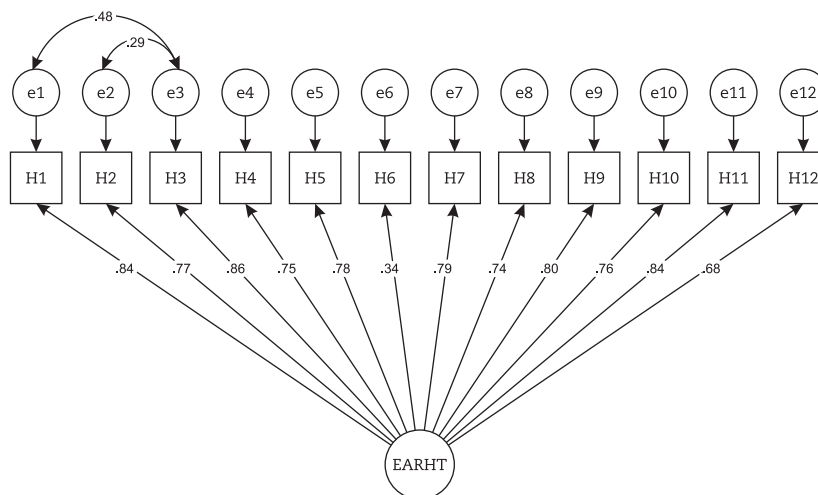 .48
.29
e1 e2 e3 e4 e5 e6 e7 e8 e9 e10 e11 e12
H1 H2 H3 H4 H5 H6 H7 H8 H9 H10 H11 H12
.84 .77 .86 .75 .78 .34 .79 .74 .80 .76 .84 .68
EARHT